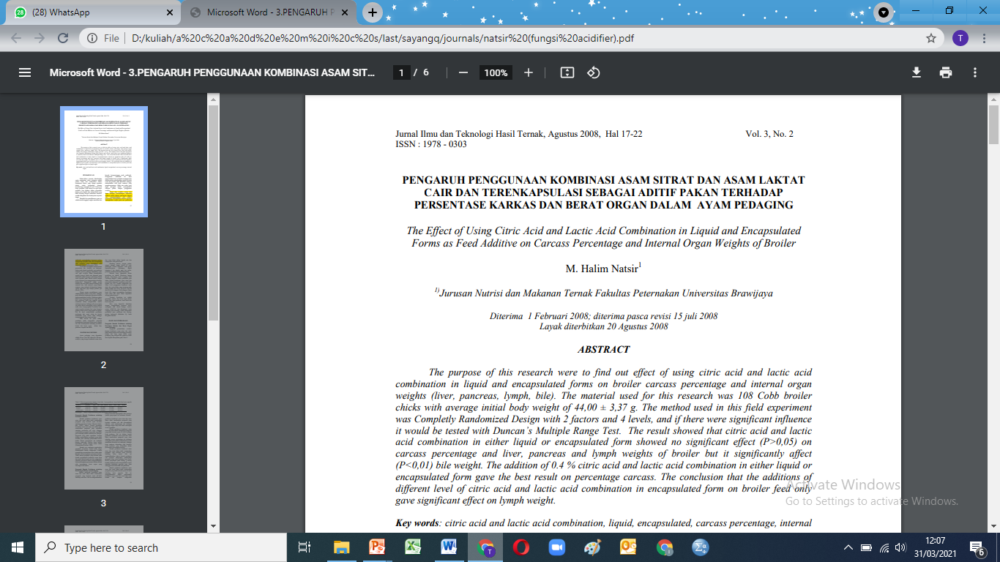 (28) WhatsApp
Microsoft Word - 3.PENGARUH P
File | D:/kuliah/a%20c%20a%20d%20e%20m%20i%20c%20s/last/sayangq/journals/natsir%20(fungsi%20acidifier).pdf
T
Microsoft Word - 3.PENGARUH PENGGUNAAN KOMBINASI ASAM SIT...
1 / 6
100%
1
2
3
Jurnal Ilmu dan Teknologi Hasil Ternak, Agustus 2008, Hal 17-22 Vol. 3, No. 2
ISSN : 1978 - 0303
PENGARUH PENGGUNAAN KOMBINASI ASAM SITRAT DAN ASAM LAKTAT
CAIR DAN TERENKAPSULASI SEBAGAI ADITIF PAKAN TERHADAP
PERSENTASE KARKAS DAN BERAT ORGAN DALAM AYAM PEDAGING
The Effect of Using Citric Acid and Lactic Acid Combination in Liquid and Encapsulated
Forms as Feed Additive on Carcass Percentage and Internal Organ Weights of Broiler
M. Halim Natsir1
1)Jurusan Nutrisi dan Makanan Ternak Fakultas Peternakan Universitas Brawijaya
Diterima 1 Februari 2008; diterima pasca revisi 15 juli 2008
Layak diterbitkan 20 Agustus 2008
ABSTRACT
The purpose of this research were to find out effect of using citric acid and lactic acid
combination in liquid and encapsulated forms on broiler carcass percentage and internal organ
weights (liver, pancreas, lymph, bile). The material used for this research was 108 Cobb broiler
chicks with average initial body weight of 44,00 ± 3,37 g. The method used in this field experiment
was Completly Randomized Design with 2 factors and 4 levels, and if there were significant influence
it would be tested with Duncan's Multiple Range Test. The result showed that citric acid and lactic
acid combination in either liquid or encapsulated form showed no significant effect (P>0,05) on
carcass percentage and liver, panqreas and lymph weights of broiler but it significantly affect
(P<0,01) bile weight. The addition of 0.4 % citric acid and lactic acid combination in either liquid or
encapsulated form gave the best result on percentage carcass. The conclusion that the additions of
different level of citric acid and lactic acid combination in encapsulated form on broiler feed only
gave significant effect on lymph weight.
Key words: citric acid and lactic acid combination, liquid, encapsulated, carcass percentage, internal
Activate Windows
Go to Settings to activate Windows.
Type here to search
12:07
31/03/2021
6